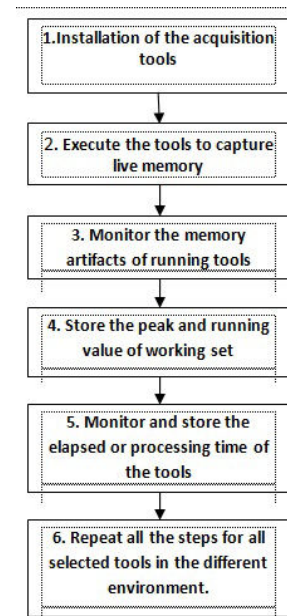 1.Installation of the acquisition
tools
2. Execute the tools to capture
live memory
3. Monitor the memory
artifacts of running tools
4. Store the peak and running
value of working set
5. Monitor and store the
elapsed or processing time of
the tools
6. Repeat all the steps for all
selected tools in the different
environment.